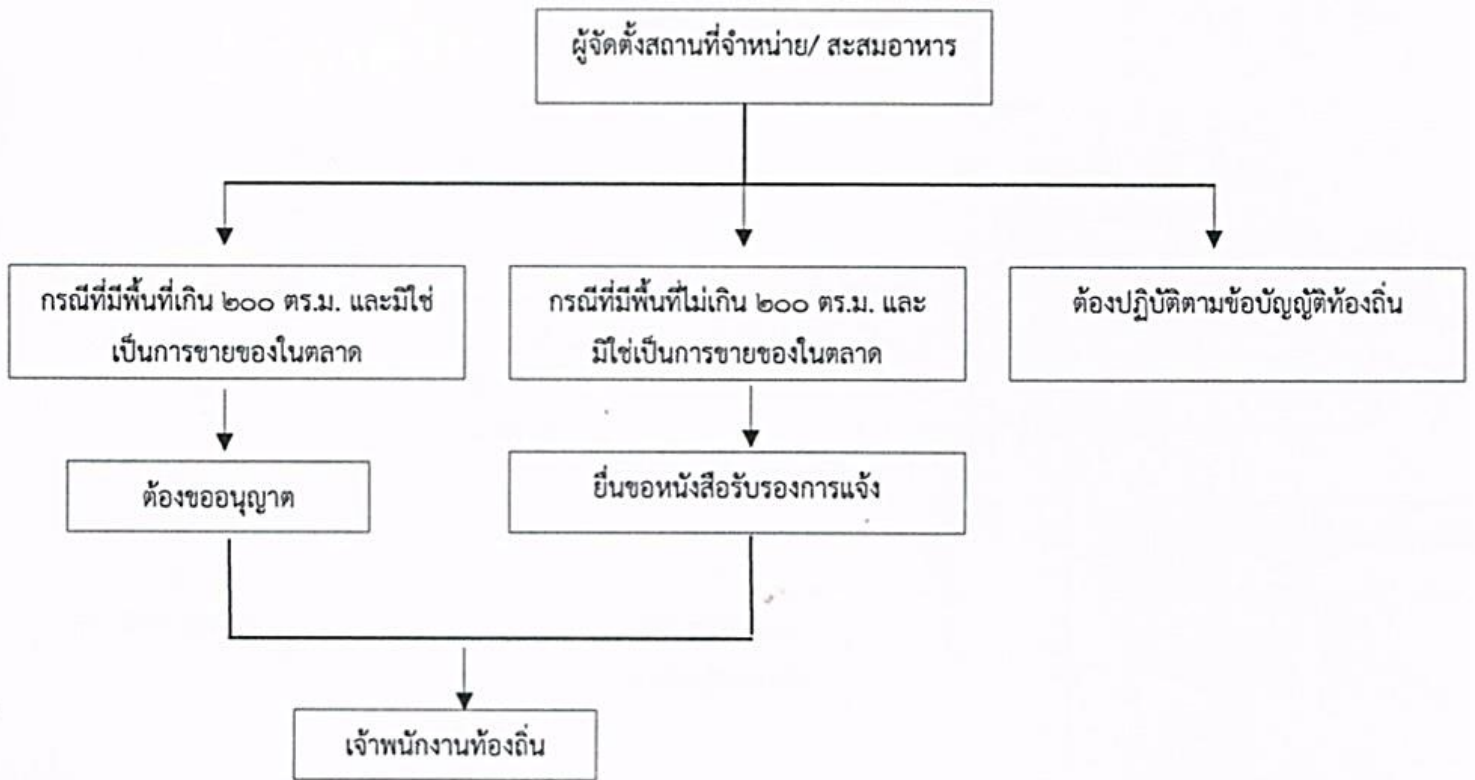 ผู้จัดตั้งสถานที่จำหน่าย/ สะสมอาหาร
กรณีที่มีพื้นที่เกิน ๒๐๐ ตร.ม. และมิใช่
เป็นการขายของในตลาด
กรณีที่มีพื้นที่ไม่เกิน ๒๐๐ ตร.ม. และ
มิใช่เป็นการขายของในตลาด
ต้องปฏิบัติตามข้อบัญญัติท้องถิ่น
ต้องขออนุญาต
ยื่นขอหนังสือรับรองการแจ้ง
เจ้าพนักงานท้องถิ่น